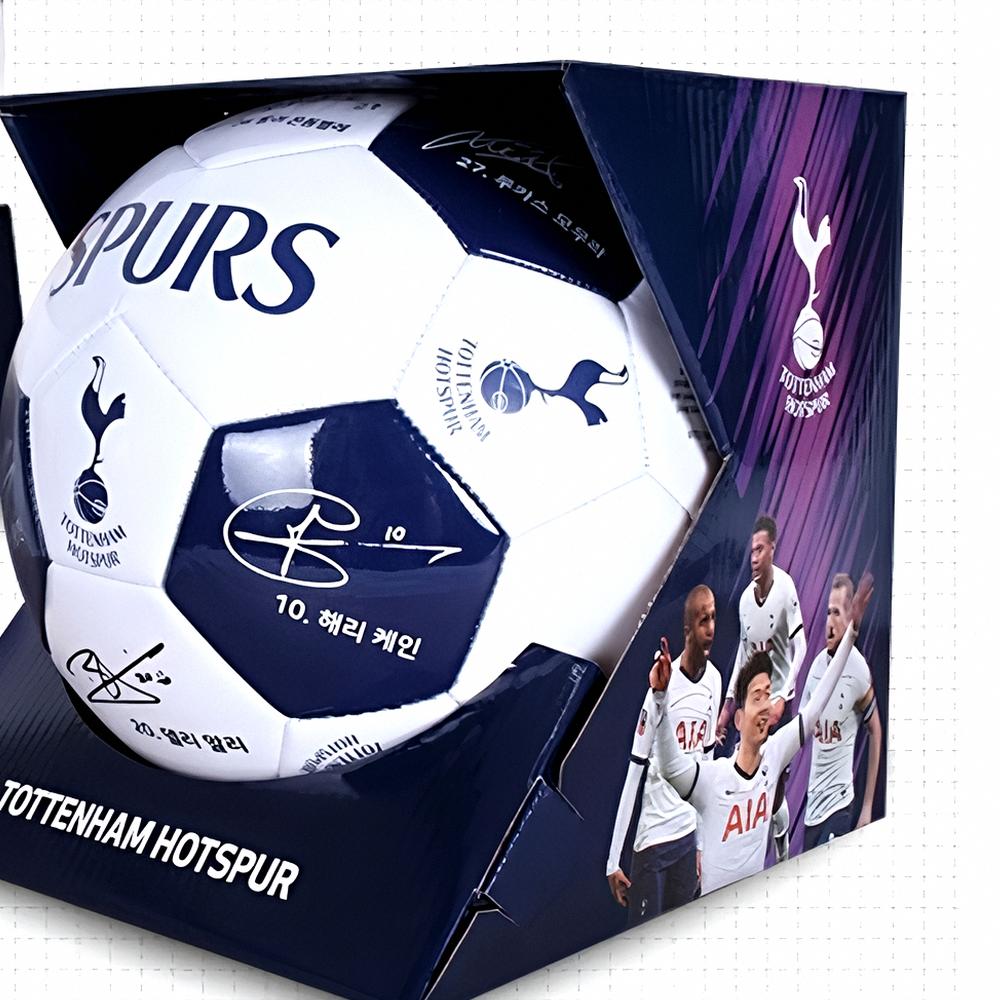 SPURS
27. 루카스 모우라
TOTTENHAM
HOTSPUR
TOTTENHAM
HOTSPUR
TOTTENHAM
HOTSPUR
10
10. 해리 케인
20. 델리 알리
TOTTENHAM HOTSPUR
AIA
AIA
AIA